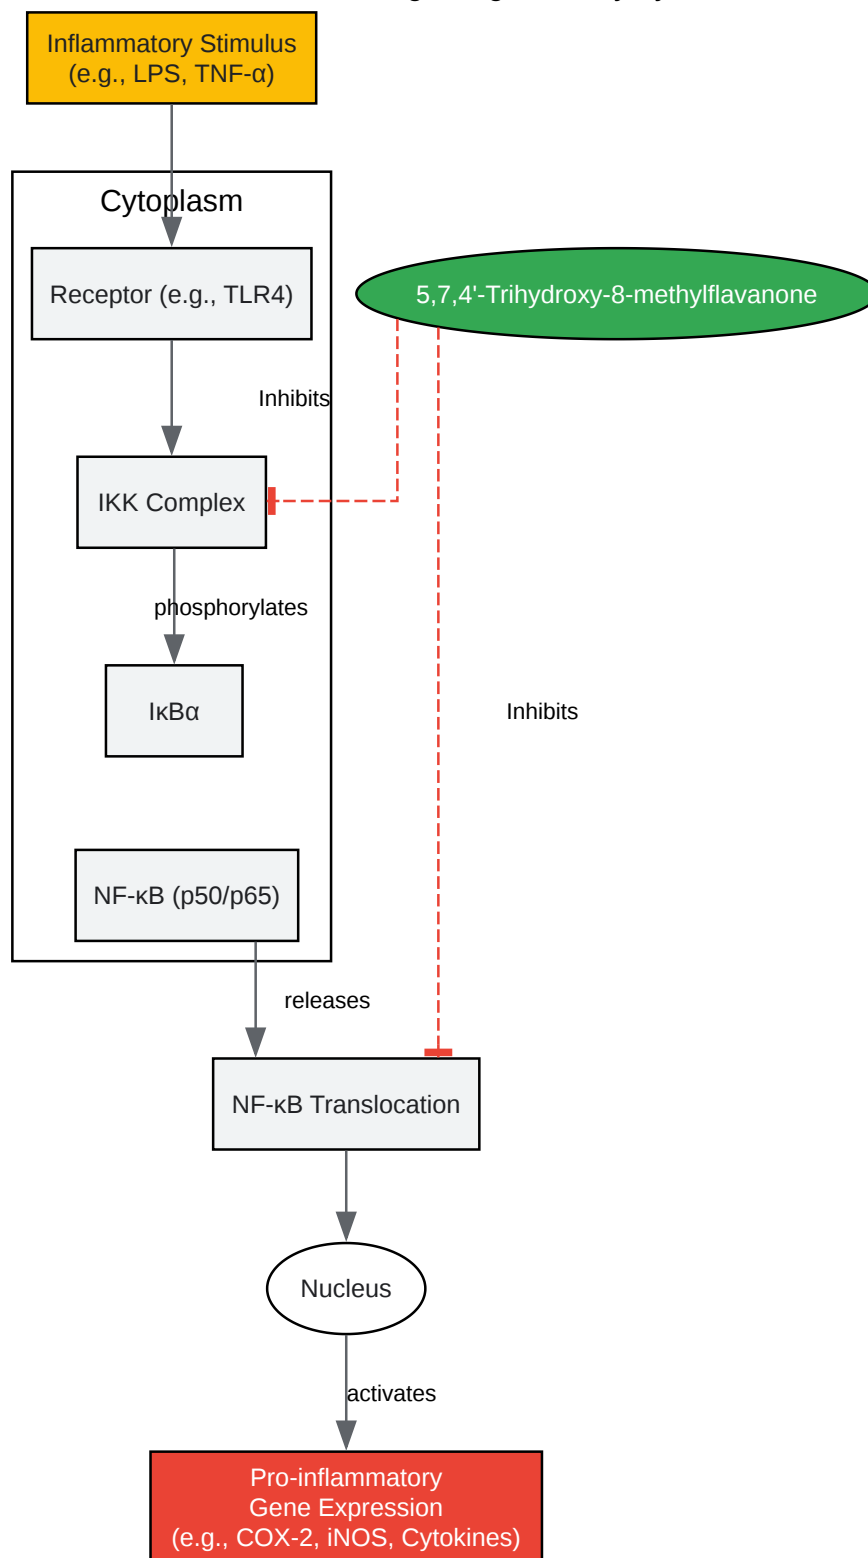 Inflammatory Stimulus
(e.g., LPS, TNF-α)
Cytoplasm
Receptor (e.g., TLR4)
5,7,4'-Trihydroxy-8-methylflavanone
Inhibits
IKK Complex
phosphorylates
IκBα
Inhibits
NF-κB (p50/p65)
releases
NF-κB Translocation
Nucleus
activates
Pro-inflammatory
Gene Expression
(e.g., COX-2, iNOS, Cytokines)